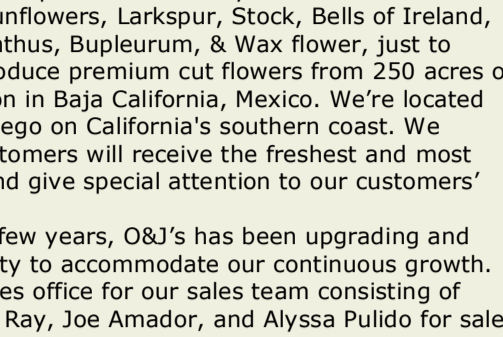 unflowers, Larkspur, Stock, Bells of Ireland,
athus, Bupleurum, & Wax flower, just to
oduce premium cut flowers from 250 acres o
on in Baja California, Mexico. We’re located
ego on California's southern coast. We
tomers will receive the freshest and most
nd give special attention to our customers’
few years, O&J’s has been upgrading and
ty to accommodate our continuous growth.
es office for our sales team consisting of
Ray, Joe Amador, and Alyssa Pulido for sale